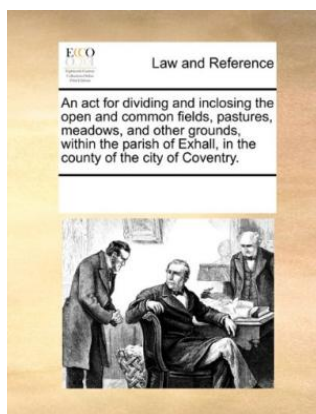 ECCO
Law and Reference
An act for dividing and inclosing the
open and common fields, pastures,
meadows, and other grounds,
within the parish of Exhall, in the
county of the city of Coventry.